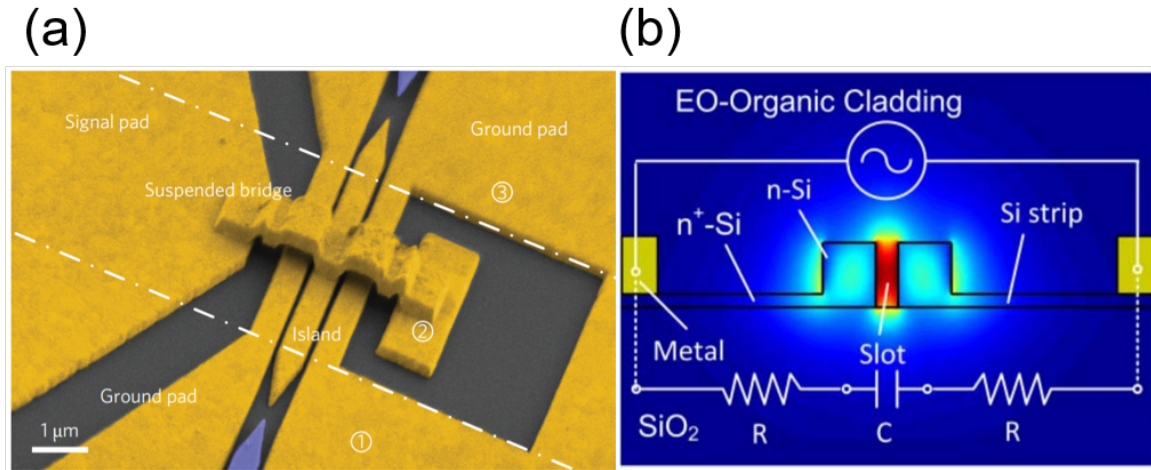 (a)
(b)
Signal pad
Ground pad
Suspended bridge
③
②
Island
Ground pad
①
1 µm
EO-Organic Cladding
n-Si
n⁺-Si
Si strip
Metal
Slot
SiO₂
R
C
R